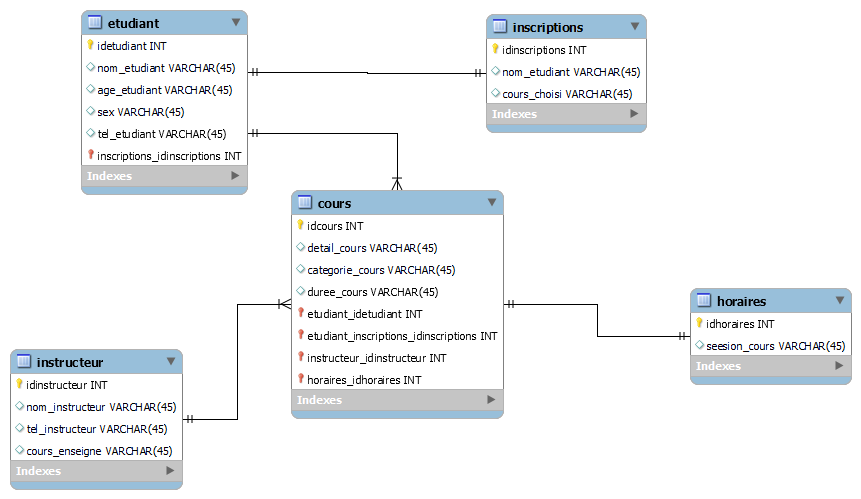 etudiant
idetudiant INT
nom_etudiant VARCHAR(45)
age_etudiant VARCHAR(45)
sex VARCHAR(45)
tel_etudiant VARCHAR(45)
inscriptions_idinscriptions INT
Indexes
inscriptions
idinscriptions INT
nom_etudiant VARCHAR(45)
cours_choisi VARCHAR(45)
Indexes
cours
idcours INT
detail_cours VARCHAR(45)
categorie_cours VARCHAR(45)
duree_cours VARCHAR(45)
etudiant_idetudiant INT
etudiant_inscriptions_idinscriptions INT
instructeur_idinstructeur INT
horaires_idhoraires INT
Indexes
horaires
idhoraires INT
seesion_cours VARCHAR(45)
Indexes
instructeur
idinstructeur INT
nom_instructeur VARCHAR(45)
tel_instructeur VARCHAR(45)
cours_enseigne VARCHAR(45)
Indexes